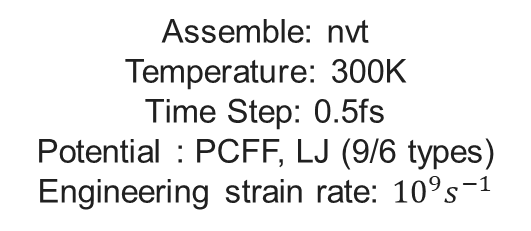 Assemble: nvt
Temperature: 300K
Time Step: 0.5fs
Potential : PCFF, LJ (9/6 types)
Engineering strain rate: 10⁹s⁻¹